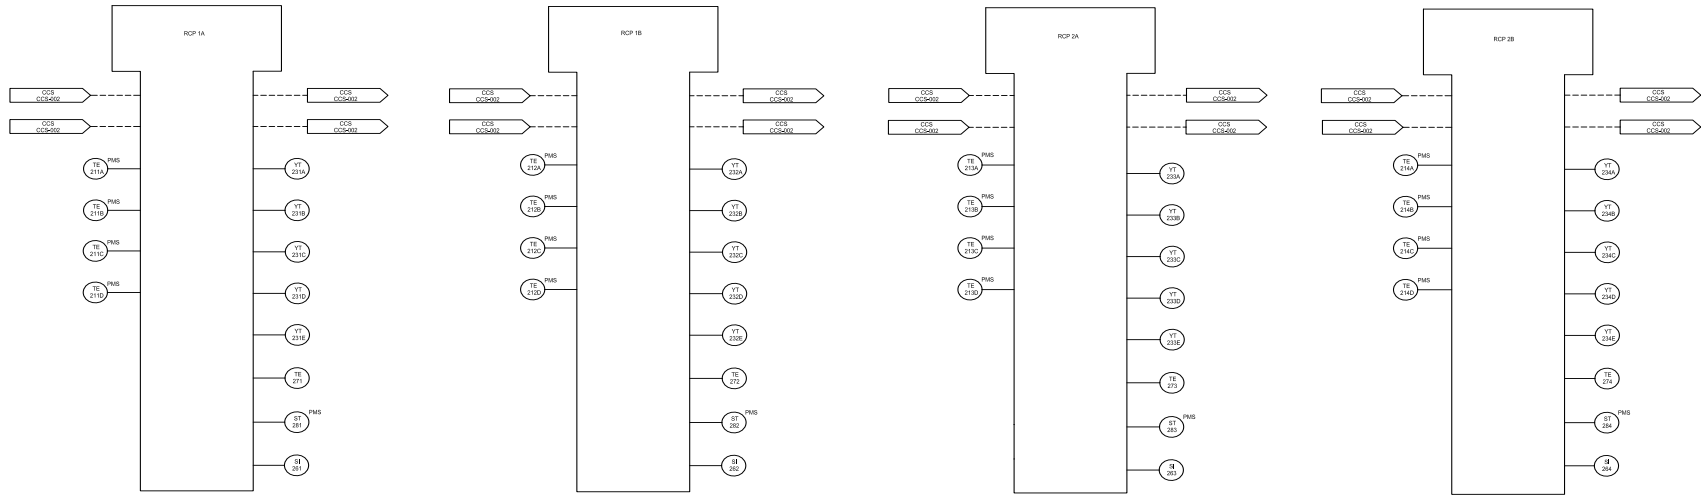 RCP 1A
CCS
CCS-002
CCS
CCS-002
CCS
CCS-002
CCS
CCS-002
TE
211A
PMS
TE
211B
PMS
TE
211C
PMS
TE
211D
PMS
YT
231A
YT
231B
YT
231C
YT
231D
YT
231E
TE
271
ST
281
PMS
SI
261
RCP 1B
CCS
CCS-002
CCS
CCS-002
CCS
CCS-002
CCS
CCS-002
TE
212A
PMS
TE
212B
PMS
TE
212C
PMS
TE
212D
PMS
YT
232A
YT
232B
YT
232C
YT
232D
YT
232E
TE
272
ST
282
PMS
SI
262
RCP 2A
CCS
CCS-002
CCS
CCS-002
CCS
CCS-002
CCS
CCS-002
TE
213A
PMS
TE
213B
PMS
TE
213C
PMS
TE
213D
PMS
YT
233A
YT
233B
YT
233C
YT
233D
YT
233E
TE
273
ST
283
PMS
SI
263
RCP 2B
CCS
CCS-002
CCS
CCS-002
CCS
CCS-002
CCS
CCS-002
TE
214A
PMS
TE
214B
PMS
TE
214C
PMS
TE
214D
PMS
YT
234A
YT
234B
YT
234C
YT
234D
YT
234E
TE
274
ST
284
PMS
SI
264